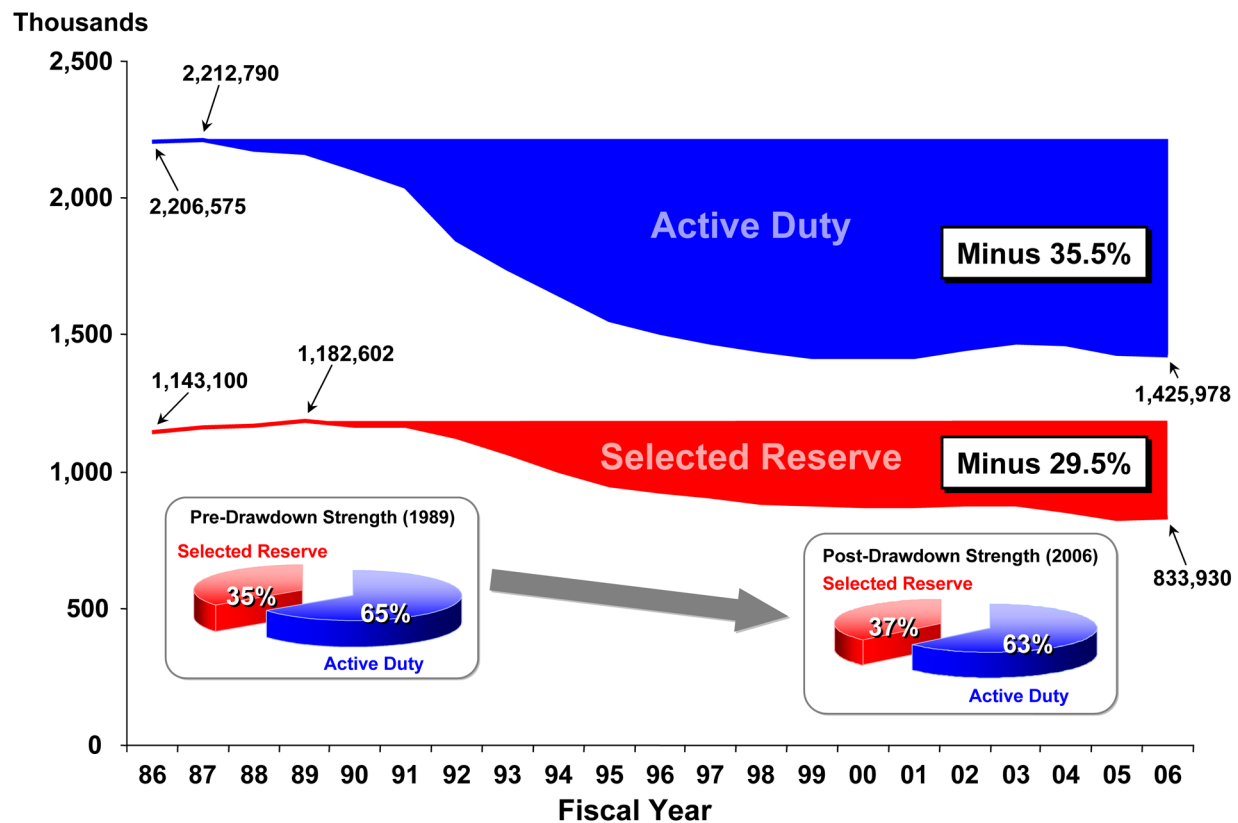 Thousands
2,500
2,212,790
2,206,575
2,000
Active Duty
Minus 35.5%
1,500
1,182,602
1,143,100
1,425,978
Selected Reserve
Minus 29.5%
1,000
Pre-Drawdown Strength (1989)
Selected Reserve
35%
65%
Active Duty
Post-Drawdown Strength (2006)
Selected Reserve
37%
63%
Active Duty
833,930
500
0
86 87 88 89 90 91 92 93 94 95 96 97 98 99 00 01 02 03 04 05 06
Fiscal Year